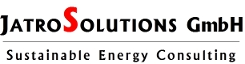 JATROSOLUTIONS GMBH
Sustainable Energy Consulting